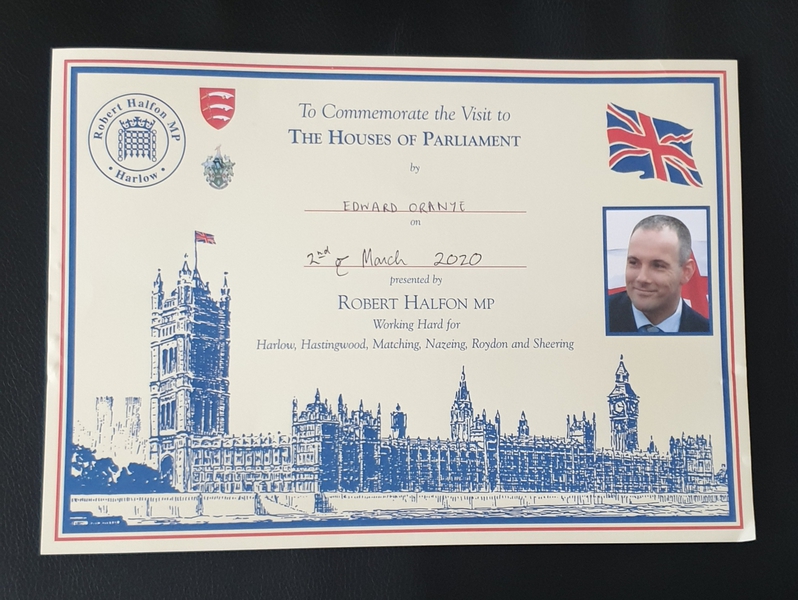 Robert Halfon MP
• Harlow •
To Commemorate the Visit to
THE HOUSES OF PARLIAMENT
by
EDWARD ORANYE
on
2nd of March 2020
presented by
ROBERT HALFON MP
Working Hard for
Harlow, Hastingwood, Matching, Nazeing, Roydon and Sheering